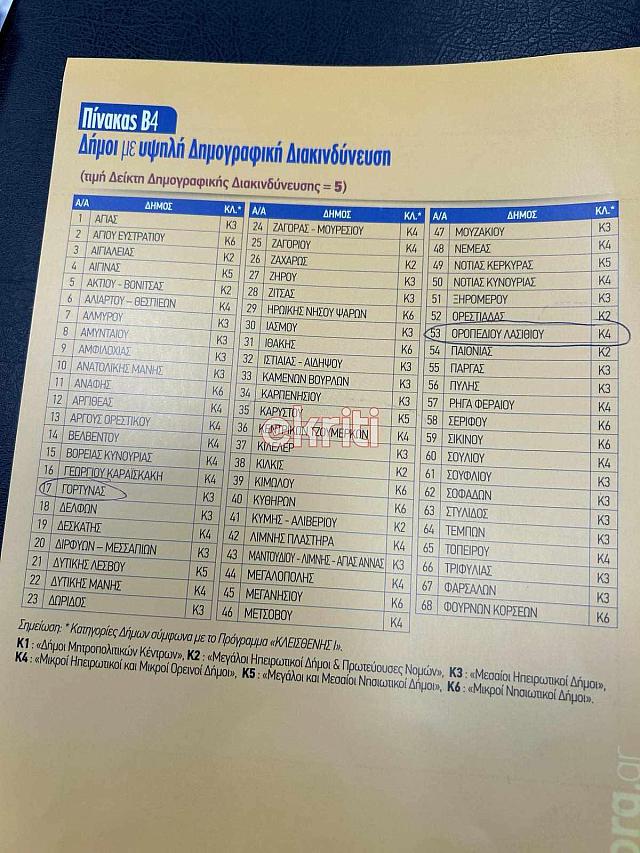 Πίνακας Β4
Δήμοι με υψηλή Δημογραφική Διακινδύνευση
(τιμή Δείκτη Δημογραφικής Διακινδύνευσης = 5)
Α/Α ΔΗΜΟΣ ΚΛ.*
1 ΑΓΙΑΣ Κ3
2 ΑΓΙΟΥ ΕΥΣΤΡΑΤΙΟΥ Κ6
3 ΑΙΓΙΑΛΕΙΑΣ Κ2
4 ΑΙΓΙΝΑΣ Κ5
5 ΑΚΤΙΟΥ - ΒΟΝΙΤΣΑΣ Κ2
6 ΑΛΙΑΡΤΟΥ - ΘΕΣΠΙΕΩΝ Κ4
7 ΑΛΜΥΡΟΥ Κ3
8 ΑΜΥΝΤΑΙΟΥ Κ3
9 ΑΜΦΙΛΟΧΙΑΣ Κ3
10 ΑΝΑΤΟΛΙΚΗΣ ΜΑΝΗΣ Κ3
11 ΑΝΑΦΗΣ Κ6
12 ΑΡΓΙΘΕΑΣ Κ4
13 ΑΡΓΟΥΣ ΟΡΕΣΤΙΚΟΥ Κ4
14 ΒΕΛΒΕΝΤΟΥ Κ4
15 ΒΟΡΕΙΑΣ ΚΥΝΟΥΡΙΑΣ Κ4
16 ΓΕΩΡΓΙΟΥ ΚΑΡΑΪΣΚΑΚΗ Κ4
17 ΓΟΡΤΥΝΑΣ Κ3
18 ΔΕΛΦΩΝ Κ3
19 ΔΕΣΚΑΤΗΣ Κ4
20 ΔΙΡΦΥΩΝ – ΜΕΣΣΑΠΙΩΝ Κ3
21 ΔΥΤΙΚΗΣ ΛΕΣΒΟΥ Κ5
22 ΔΥΤΙΚΗΣ ΜΑΝΗΣ Κ4
23 ΔΩΡΙΔΟΣ Κ3
Α/Α ΔΗΜΟΣ ΚΛ.*
24 ΖΑΓΟΡΑΣ - ΜΟΥΡΕΣΙΟΥ Κ4
25 ΖΑΓΟΡΙΟΥ Κ4
26 ΖΑΧΑΡΩΣ Κ2
27 ΖΗΡΟΥ Κ3
28 ΖΙΤΣΑΣ Κ3
29 ΗΡΩΙΚΗΣ ΝΗΣΟΥ ΨΑΡΩΝ Κ6
30 ΙΑΣΜΟΥ Κ3
31 ΙΘΑΚΗΣ Κ6
32 ΙΣΤΙΑΙΑΣ - ΑΙΔΗΨΟΥ Κ3
33 ΚΑΜΕΝΩΝ ΒΟΥΡΛΩΝ Κ3
34 ΚΑΡΠΕΝΗΣΙΟΥ Κ3
35 ΚΑΡΥΣΤΟΥ Κ5
36 ΚΕΝΤΡΙΚΩΝ ΤΖΟΥΜΕΡΚΩΝ Κ4
37 ΚΙΛΕΛΕΡ Κ3
38 ΚΙΛΚΙΣ Κ2
39 ΚΙΜΩΛΟΥ Κ6
40 ΚΥΘΗΡΩΝ Κ6
41 ΚΥΜΗΣ - ΑΛΙΒΕΡΙΟΥ Κ2
42 ΛΙΜΝΗΣ ΠΛΑΣΤΗΡΑ Κ4
43 ΜΑΝΤΟΥΔΙΟΥ - ΛΙΜΝΗΣ - ΑΓΙΑΣ ΑΝΝΑΣ Κ3
44 ΜΕΓΑΛΟΠΟΛΗΣ Κ4
45 ΜΕΓΑΝΗΣΙΟΥ Κ6
46 ΜΕΤΣΟΒΟΥ Κ4
Α/Α ΔΗΜΟΣ ΚΛ.*
47 ΜΟΥΖΑΚΙΟΥ Κ3
48 ΝΕΜΕΑΣ Κ4
49 ΝΟΤΙΑΣ ΚΕΡΚΥΡΑΣ Κ5
50 ΝΟΤΙΑΣ ΚΥΝΟΥΡΙΑΣ Κ4
51 ΞΗΡΟΜΕΡΟΥ Κ3
52 ΟΡΕΣΤΙΑΔΑΣ Κ2
53 ΟΡΟΠΕΔΙΟΥ ΛΑΣΙΘΙΟΥ Κ4
54 ΠΑΙΟΝΙΑΣ Κ2
55 ΠΑΡΓΑΣ Κ3
56 ΠΥΛΗΣ Κ3
57 ΡΗΓΑ ΦΕΡΑΙΟΥ Κ4
58 ΣΕΡΙΦΟΥ Κ6
59 ΣΙΚΙΝΟΥ Κ6
60 ΣΟΥΛΙΟΥ Κ4
61 ΣΟΥΦΛΙΟΥ Κ3
62 ΣΟΦΑΔΩΝ Κ3
63 ΣΤΥΛΙΔΟΣ Κ3
64 ΤΕΜΠΩΝ Κ3
65 ΤΟΠΕΙΡΟΥ Κ4
66 ΤΡΙΦΥΛΙΑΣ Κ3
67 ΦΑΡΣΑΛΩΝ Κ3
68 ΦΟΥΡΝΩΝ ΚΟΡΣΕΩΝ Κ6
ekriti
Σημείωση: * Κατηγορίες Δήμων σύμφωνα με το Πρόγραμμα «ΚΛΕΙΣΘΕΝΗΣ Ι».
Κ1 : «Δήμοι Μητροπολιτικών Κέντρων», Κ2 : «Μεγάλοι Ηπειρωτικοί Δήμοι & Πρωτεύουσες Νομών», Κ3 : «Μεσαίοι Ηπειρωτικοί Δήμοι»,
Κ4 : «Μικροί Ηπειρωτικοί και Μικροί Ορεινοί Δήμοι», Κ5 : «Μεγάλοι και Μεσαίοι Νησιωτικοί Δήμοι», Κ6 : «Μικροί Νησιωτικοί Δήμοι».
org.gr